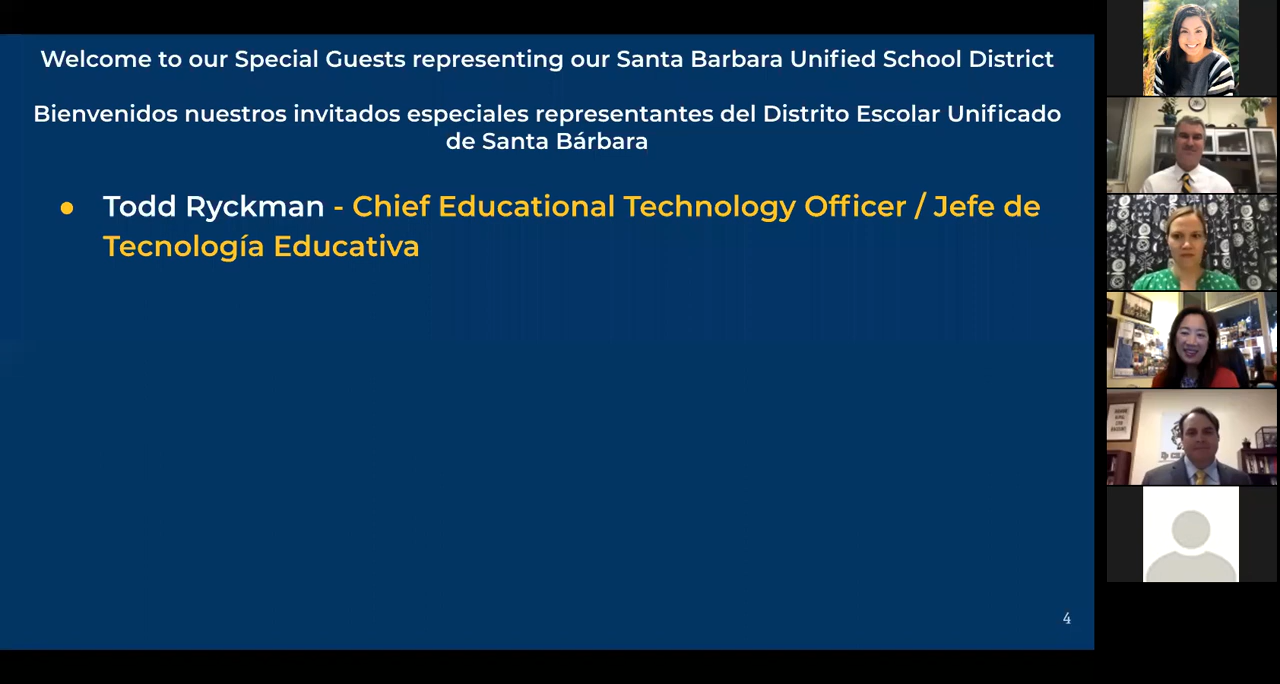 Welcome to our Special Guests representing our Santa Barbara Unified School District
Bienvenidos nuestros invitados especiales representantes del Distrito Escolar Unificado
de Santa Bárbara
● Todd Ryckman - Chief Educational Technology Officer / Jefe de
Tecnología Educativa
4